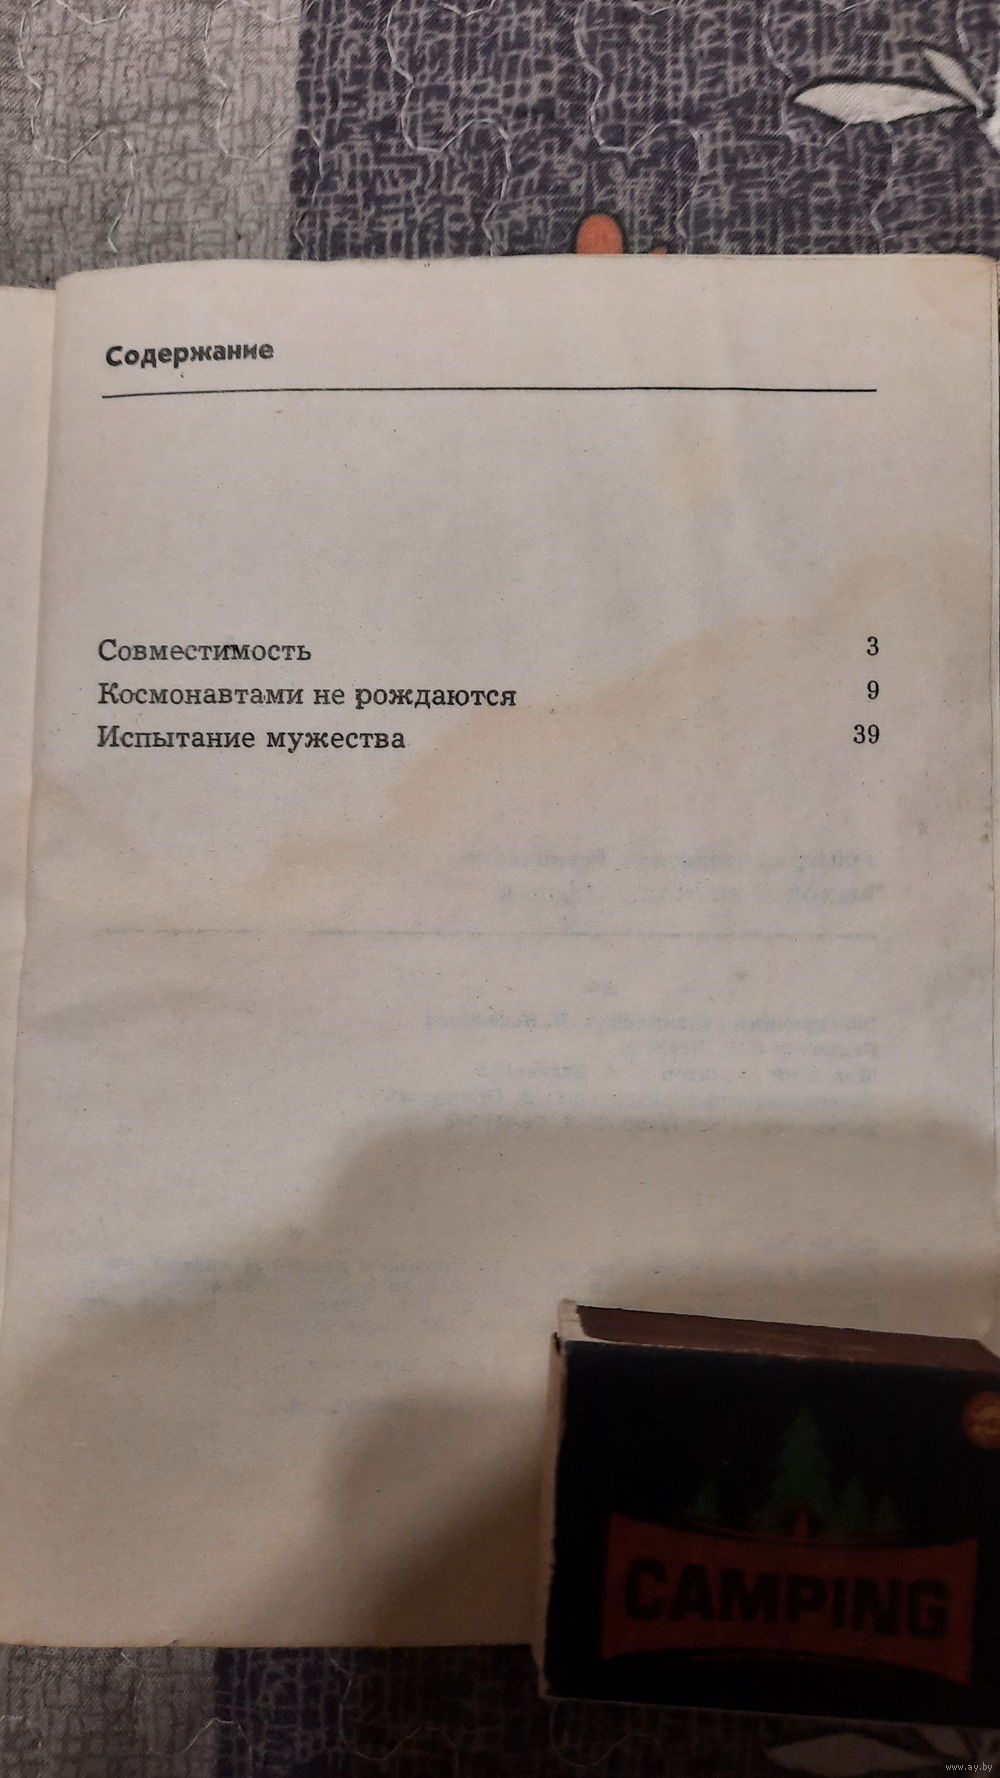 Содержание
Совместимость 3
Космонавтами не рождаются 9
Испытание мужества 39
CAMPING
www.ay.by